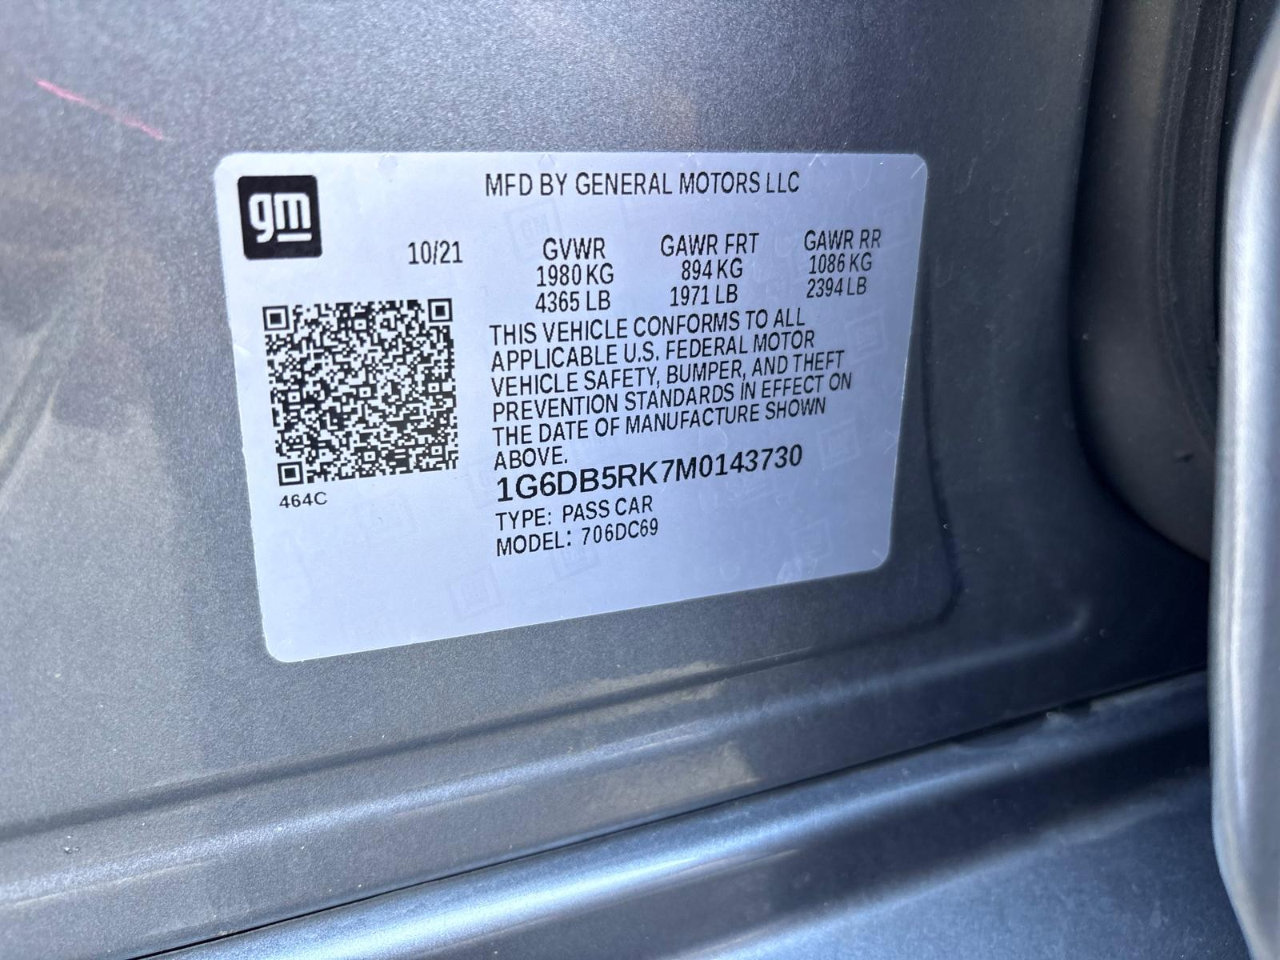 gm
MFD BY GENERAL MOTORS LLC
10/21 GVWR GAWR FRT GAWR RR
1980 KG 894 KG 1086 KG
4365 LB 1971 LB 2394 LB
THIS VEHICLE CONFORMS TO ALL
APPLICABLE U.S. FEDERAL MOTOR
VEHICLE SAFETY, BUMPER, AND THEFT
PREVENTION STANDARDS IN EFFECT ON
THE DATE OF MANUFACTURE SHOWN
ABOVE.
1G6DB5RK7M0143730
TYPE: PASS CAR
MODEL: 706DC69
464C